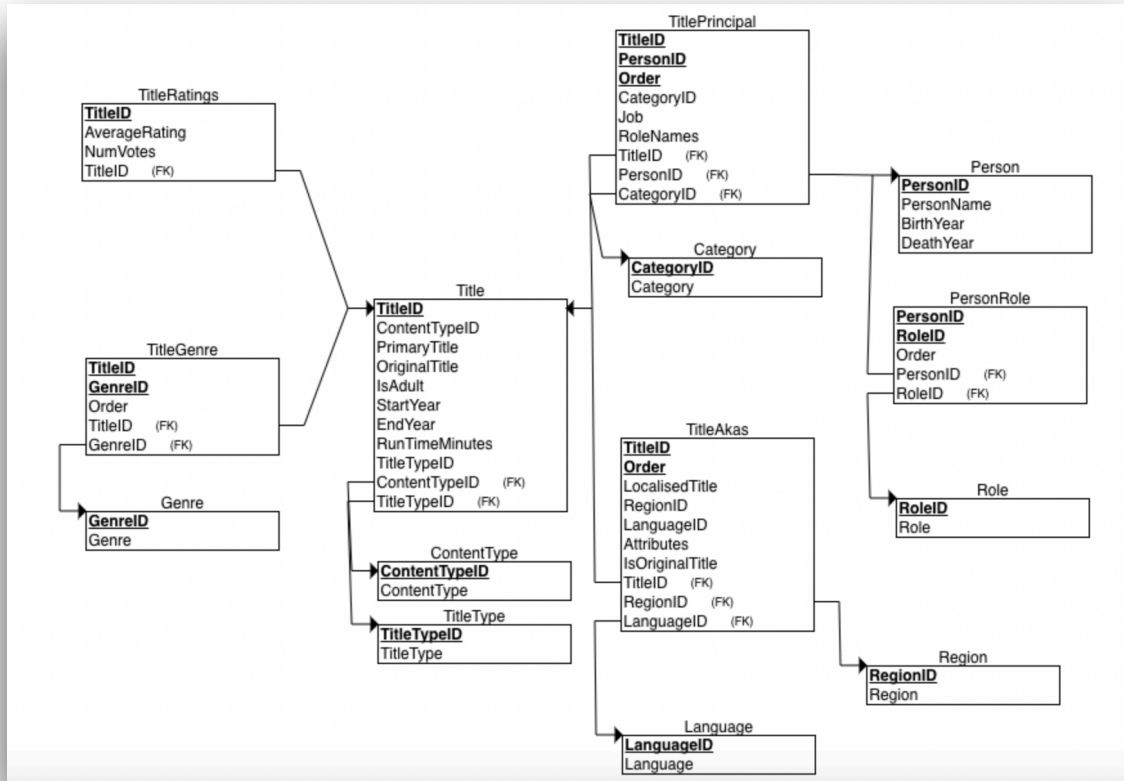 TitlePrincipal
TitleID
PersonID
Order
CategoryID
Job
RoleNames
TitleID (FK)
PersonID (FK)
CategoryID (FK)
TitleRatings
TitleID
AverageRating
NumVotes
TitleID (FK)
Person
PersonID
PersonName
BirthYear
DeathYear
Category
CategoryID
Category
Title
TitleID
ContentTypeID
PrimaryTitle
OriginalTitle
IsAdult
StartYear
EndYear
RunTimeMinutes
TitleTypeID
ContentTypeID (FK)
TitleTypeID (FK)
PersonRole
PersonID
RoleID
Order
PersonID (FK)
RoleID (FK)
TitleGenre
TitleID
GenreID
Order
TitleID (FK)
GenreID (FK)
TitleAkas
TitleID
Order
LocalisedTitle
RegionID
LanguageID
Attributes
IsOriginalTitle
TitleID (FK)
RegionID (FK)
LanguageID (FK)
Role
RoleID
Role
Genre
GenreID
Genre
ContentType
ContentTypeID
ContentType
TitleType
TitleTypeID
TitleType
Region
RegionID
Region
Language
LanguageID
Language